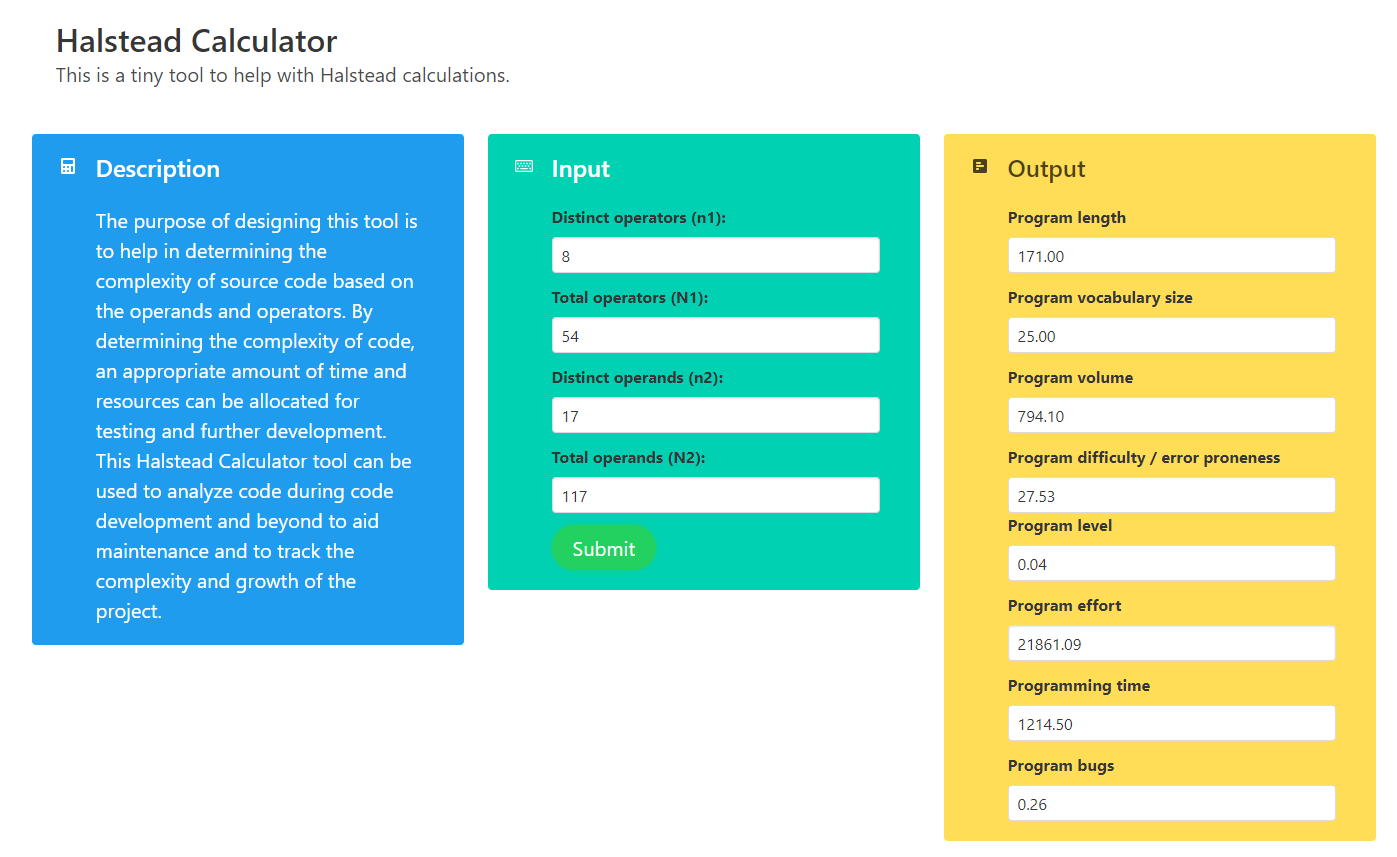 Halstead Calculator
This is a tiny tool to help with Halstead calculations.
Description
The purpose of designing this tool is
to help in determining the
complexity of source code based on
the operands and operators. By
determining the complexity of code,
an appropriate amount of time and
resources can be allocated for
testing and further development.
This Halstead Calculator tool can be
used to analyze code during code
development and beyond to aid
maintenance and to track the
complexity and growth of the
project.
Input
Distinct operators (n1):
8
Total operators (N1):
54
Distinct operands (n2):
17
Total operands (N2):
117
Submit
Output
Program length
171.00
Program vocabulary size
25.00
Program volume
794.10
Program difficulty / error proneness
27.53
Program level
0.04
Program effort
21861.09
Programming time
1214.50
Program bugs
0.26